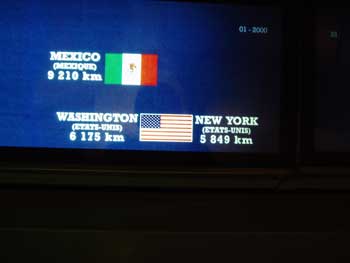 01 - 2000
MEXICO
(MEXIQUE)
9 210 km
WASHINGTON
(ETATS-UNIS)
6 175 km
NEW YORK
(ETATS-UNIS)
5 849 km